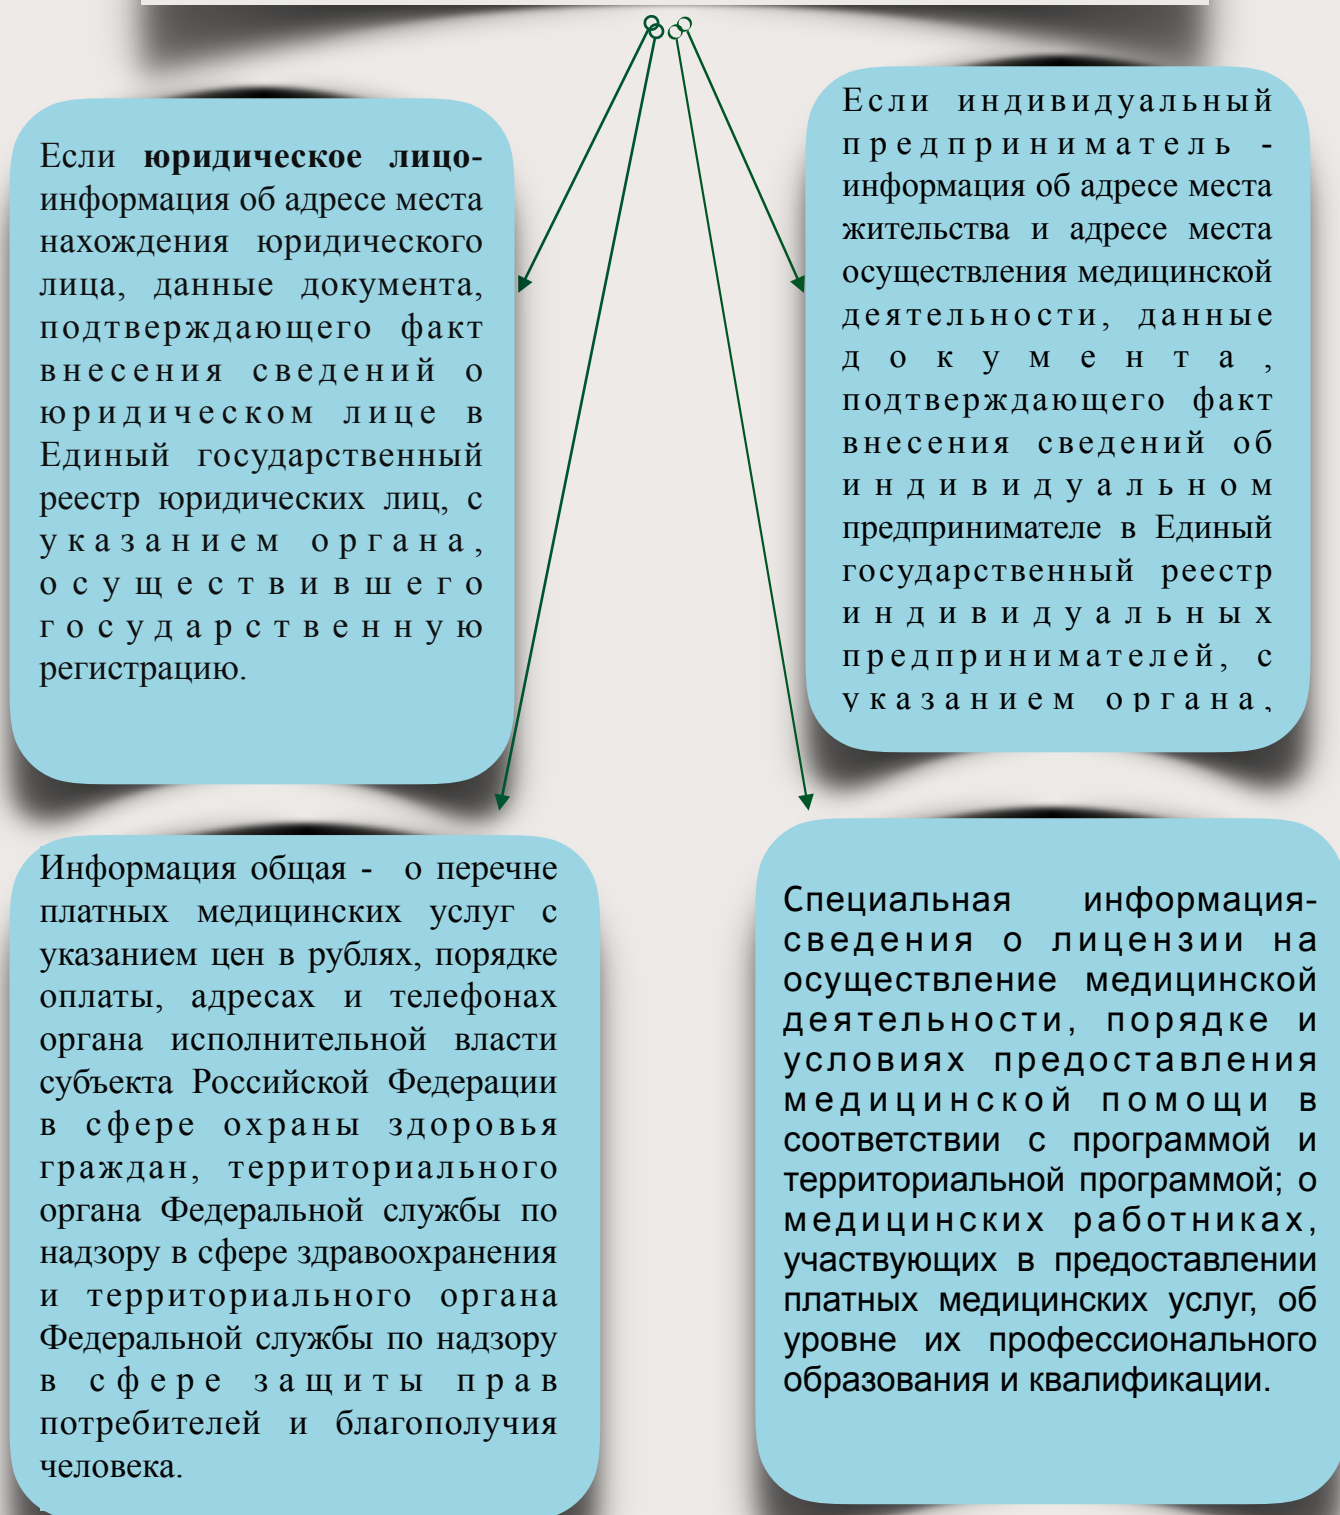 Если юридическое лицо-
информация об адресе места
нахождения юридического
лица, данные документа,
подтверждающего факт
внесения сведений о
юридическом лице в
Единый государственный
реестр юридических лиц, с
указанием органа,
осуществившего
государственную
регистрацию.
Если индивидуальный
предприниматель -
информация об адресе места
жительства и адресе места
осуществления медицинской
деятельности, данные
документа,
подтверждающего факт
внесения сведений об
индивидуальном
предпринимателе в Единый
государственный реестр
индивидуальных
предпринимателей, с
указанием органа,
Информация общая - о перечне
платных медицинских услуг с
указанием цен в рублях, порядке
оплаты, адресах и телефонах
органа исполнительной власти
субъекта Российской Федерации
в сфере охраны здоровья
граждан, территориального
органа Федеральной службы по
надзору в сфере здравоохранения
и территориального органа
Федеральной службы по надзору
в сфере защиты прав
потребителей и благополучия
человека.
Специальная информация-
сведения о лицензии на
осуществление медицинской
деятельности, порядке и
условиях предоставления
медицинской помощи в
соответствии с программой и
территориальной программой; о
медицинских работниках,
участвующих в предоставлении
платных медицинских услуг, об
уровне их профессионального
образования и квалификации.